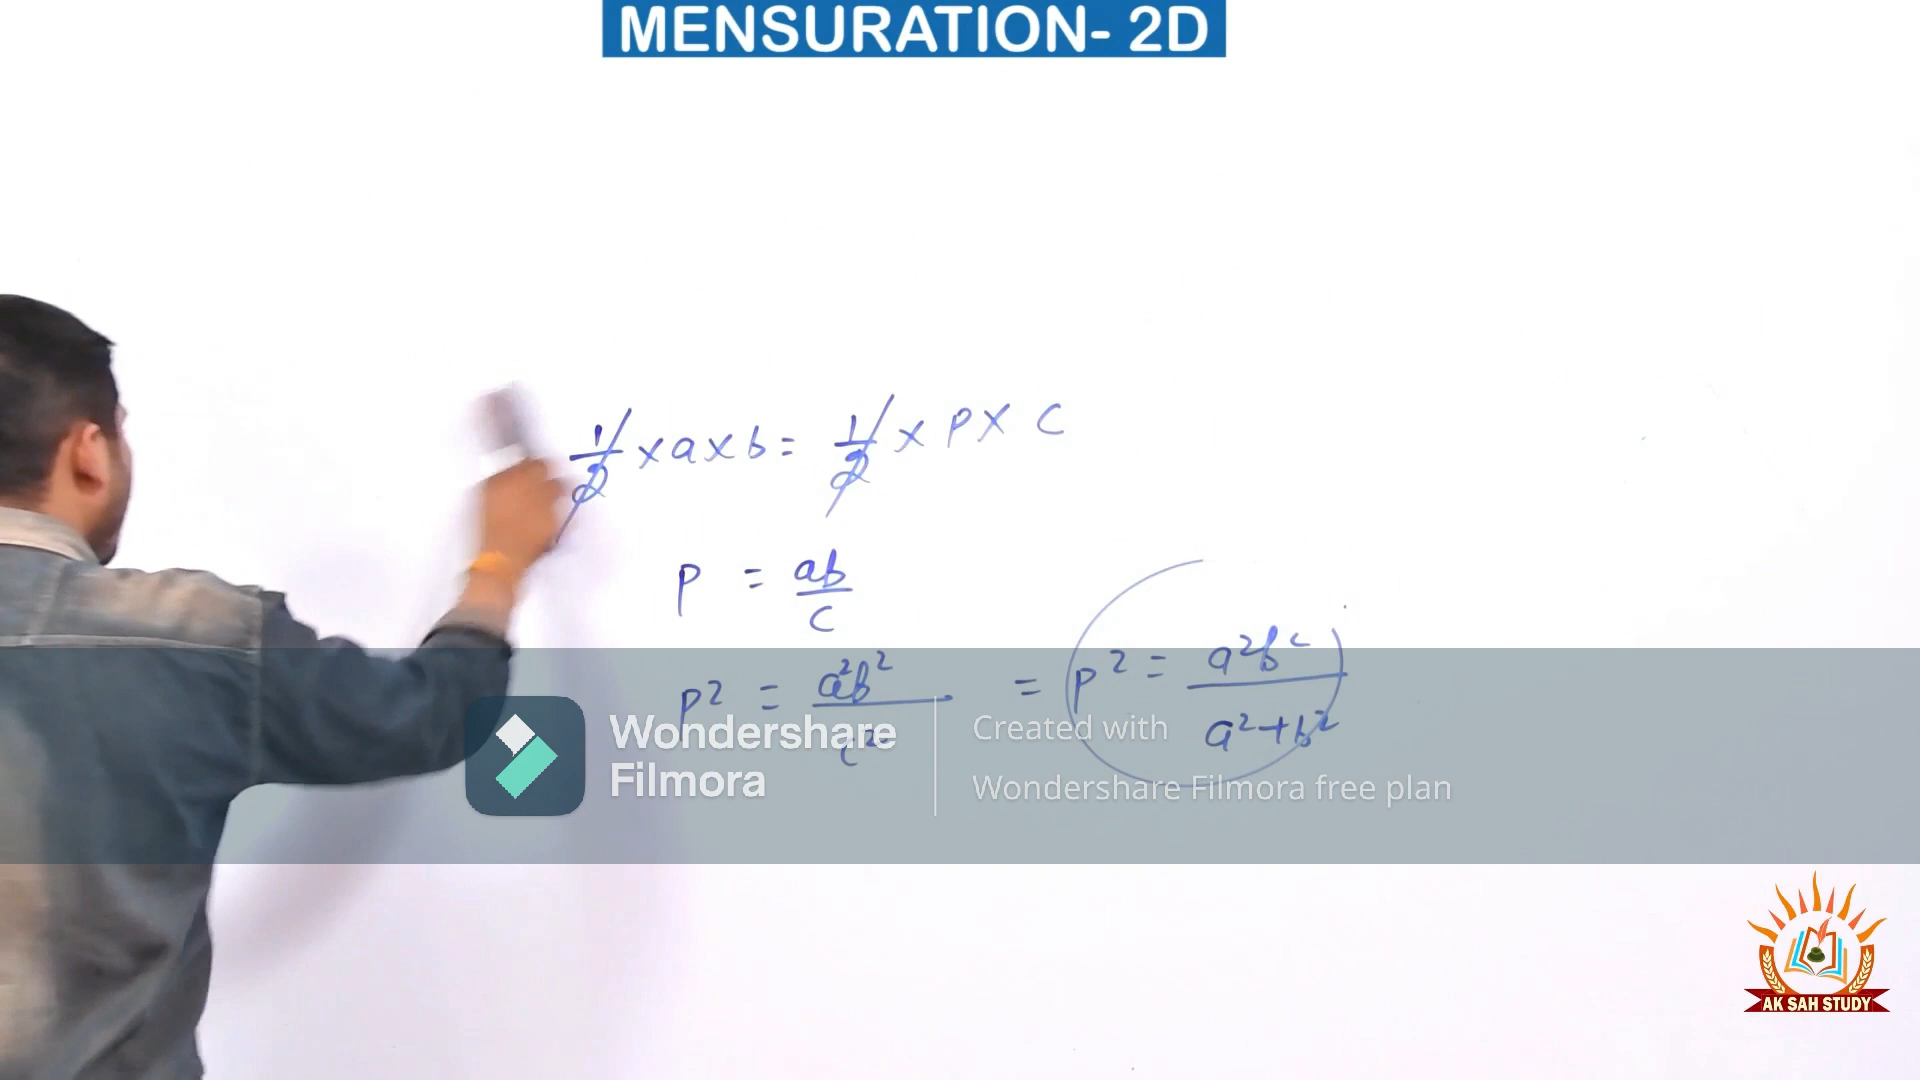 MENSURATION- 2D
1/2 x a x b = 1/2 x P x C
P = ab/c
p² = a²b²/c² = p² = a²b²/a²+b²
Wondershare
Filmora
Created with
Wondershare Filmora free plan
AK SAH STUDY